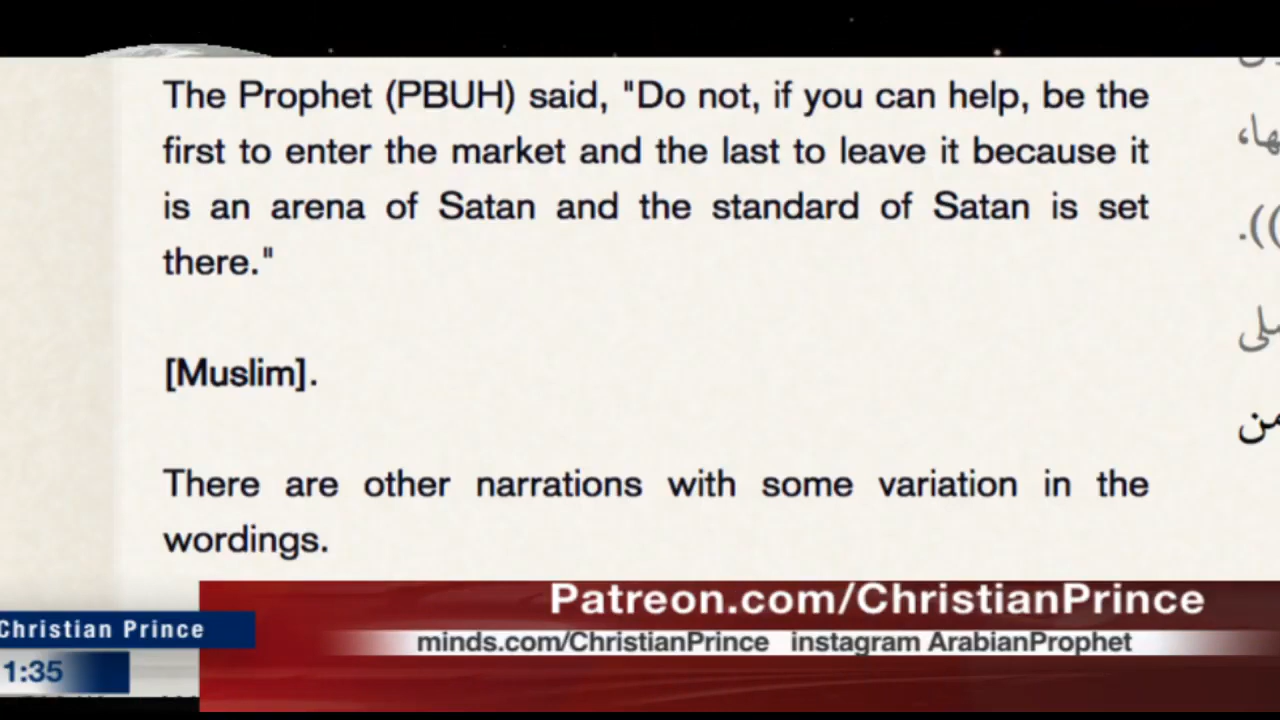 The Prophet (PBUH) said, "Do not, if you can help, be the
first to enter the market and the last to leave it because it
is an arena of Satan and the standard of Satan is set
there."
[Muslim].
There are other narrations with some variation in the
wordings.
لى
من
Patreon.com/ChristianPrince
Christian Prince
minds.com/ChristianPrince instagram ArabianProphet
1:35